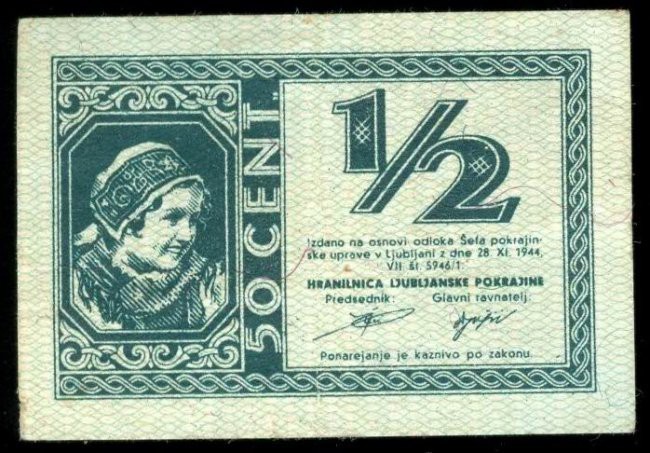 50 CENT.
1/2
Izdano na osnovi odloka Šefa pokrajin-
ske uprave v Ljubljani z dne 28. XI. 1944,
VII št. 5946/1.
HRANILNICA LJUBLJANSKE POKRAJINE
Predsednik: Glavni ravnatelj:
Ponarejanje je kaznivo po zakonu.